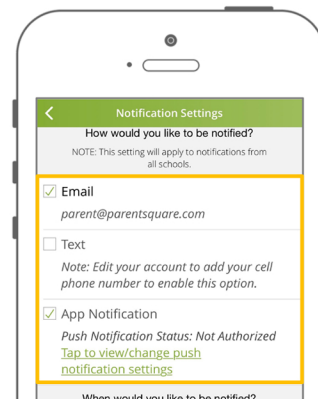 Notification Settings
How would you like to be notified?
NOTE: This setting will apply to notifications from
all schools.
Email
parent@parentsquare.com
Text
Note: Edit your account to add your cell
phone number to enable this option.
App Notification
Push Notification Status: Not Authorized
Tap to view/change push
notification settings
When would you like to be notified?